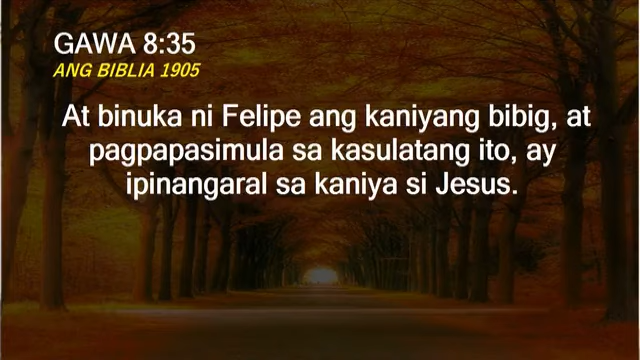 GAWA 8:35
ANG BIBLIA 1905
At binuka ni Felipe ang kaniyang bibig, at
pagpapasimula sa kasulatang ito, ay
ipinangaral sa kaniya si Jesus.